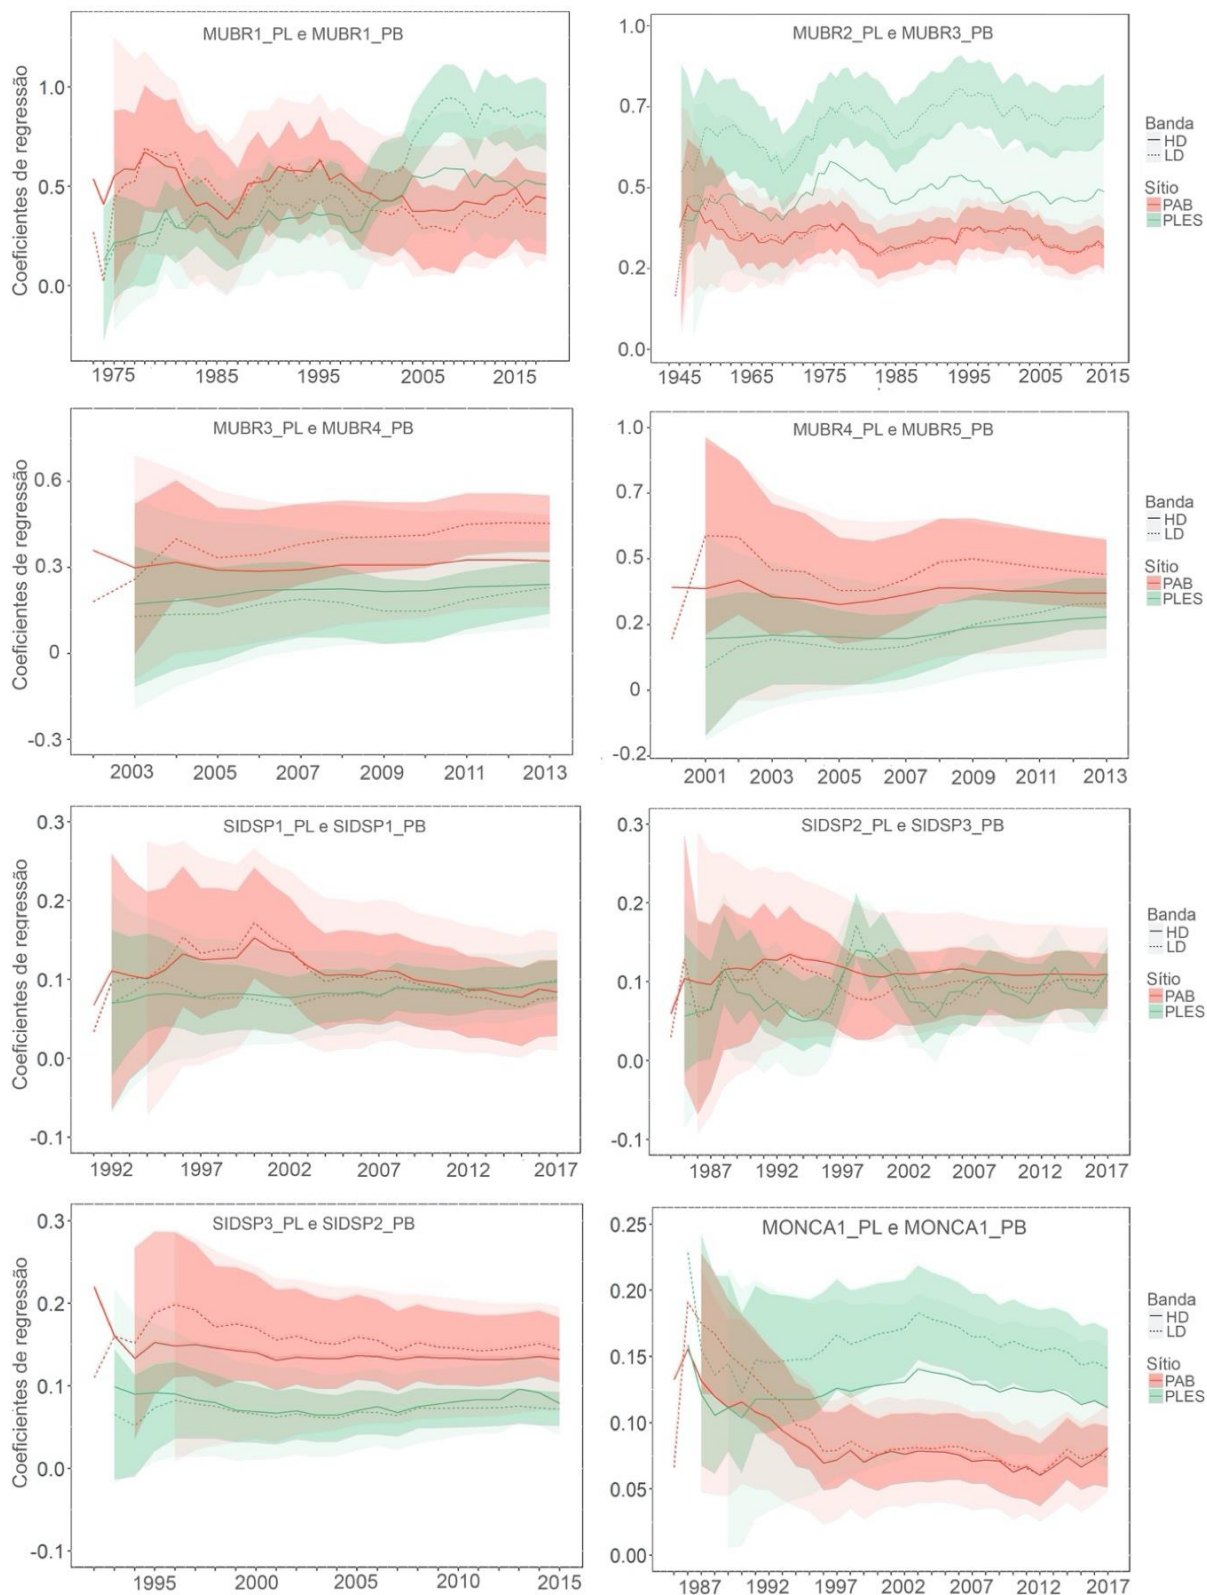 MUBR1_PL e MUBR1_PB
Coeficientes de regressão
1.0
0.5
0.0
1975 1985 1995 2005 2015
MUBR2_PL e MUBR3_PB
1.0
0.7
0.5
0.2
0.0
1945 1965 1975 1985 1995 2005 2015
Banda
HD
LD
Sítio
PAB
PLES
MUBR3_PL e MUBR4_PB
Coeficientes de regressão
0.6
0.3
0
-0.3
2003 2005 2007 2009 2011 2013
MUBR4_PL e MUBR5_PB
1.0
0.7
0.5
0.2
0
-0.2
2001 2003 2005 2007 2009 2011 2013
Banda
HD
LD
Sítio
PAB
PLES
SIDSP1_PL e SIDSP1_PB
Coeficientes de regressão
0.3
0.2
0.1
0.0
-0.1
1992 1997 2002 2007 2012 2017
SIDSP2_PL e SIDSP3_PB
0.3
0.2
0.1
0.0
-0.1
1987 1992 1997 2002 2007 2012 2017
Banda
HD
LD
Sítio
PAB
PLES
SIDSP3_PL e SIDSP2_PB
Coeficientes de regressão
0.3
0.2
0.1
0.0
-0.1
1995 2000 2005 2010 2015
MONCA1_PL e MONCA1_PB
0.25
0.20
0.15
0.10
0.05
0.00
1987 1992 1997 2002 2007 2012 2017
Banda
HD
LD
Sítio
PAB
PLES